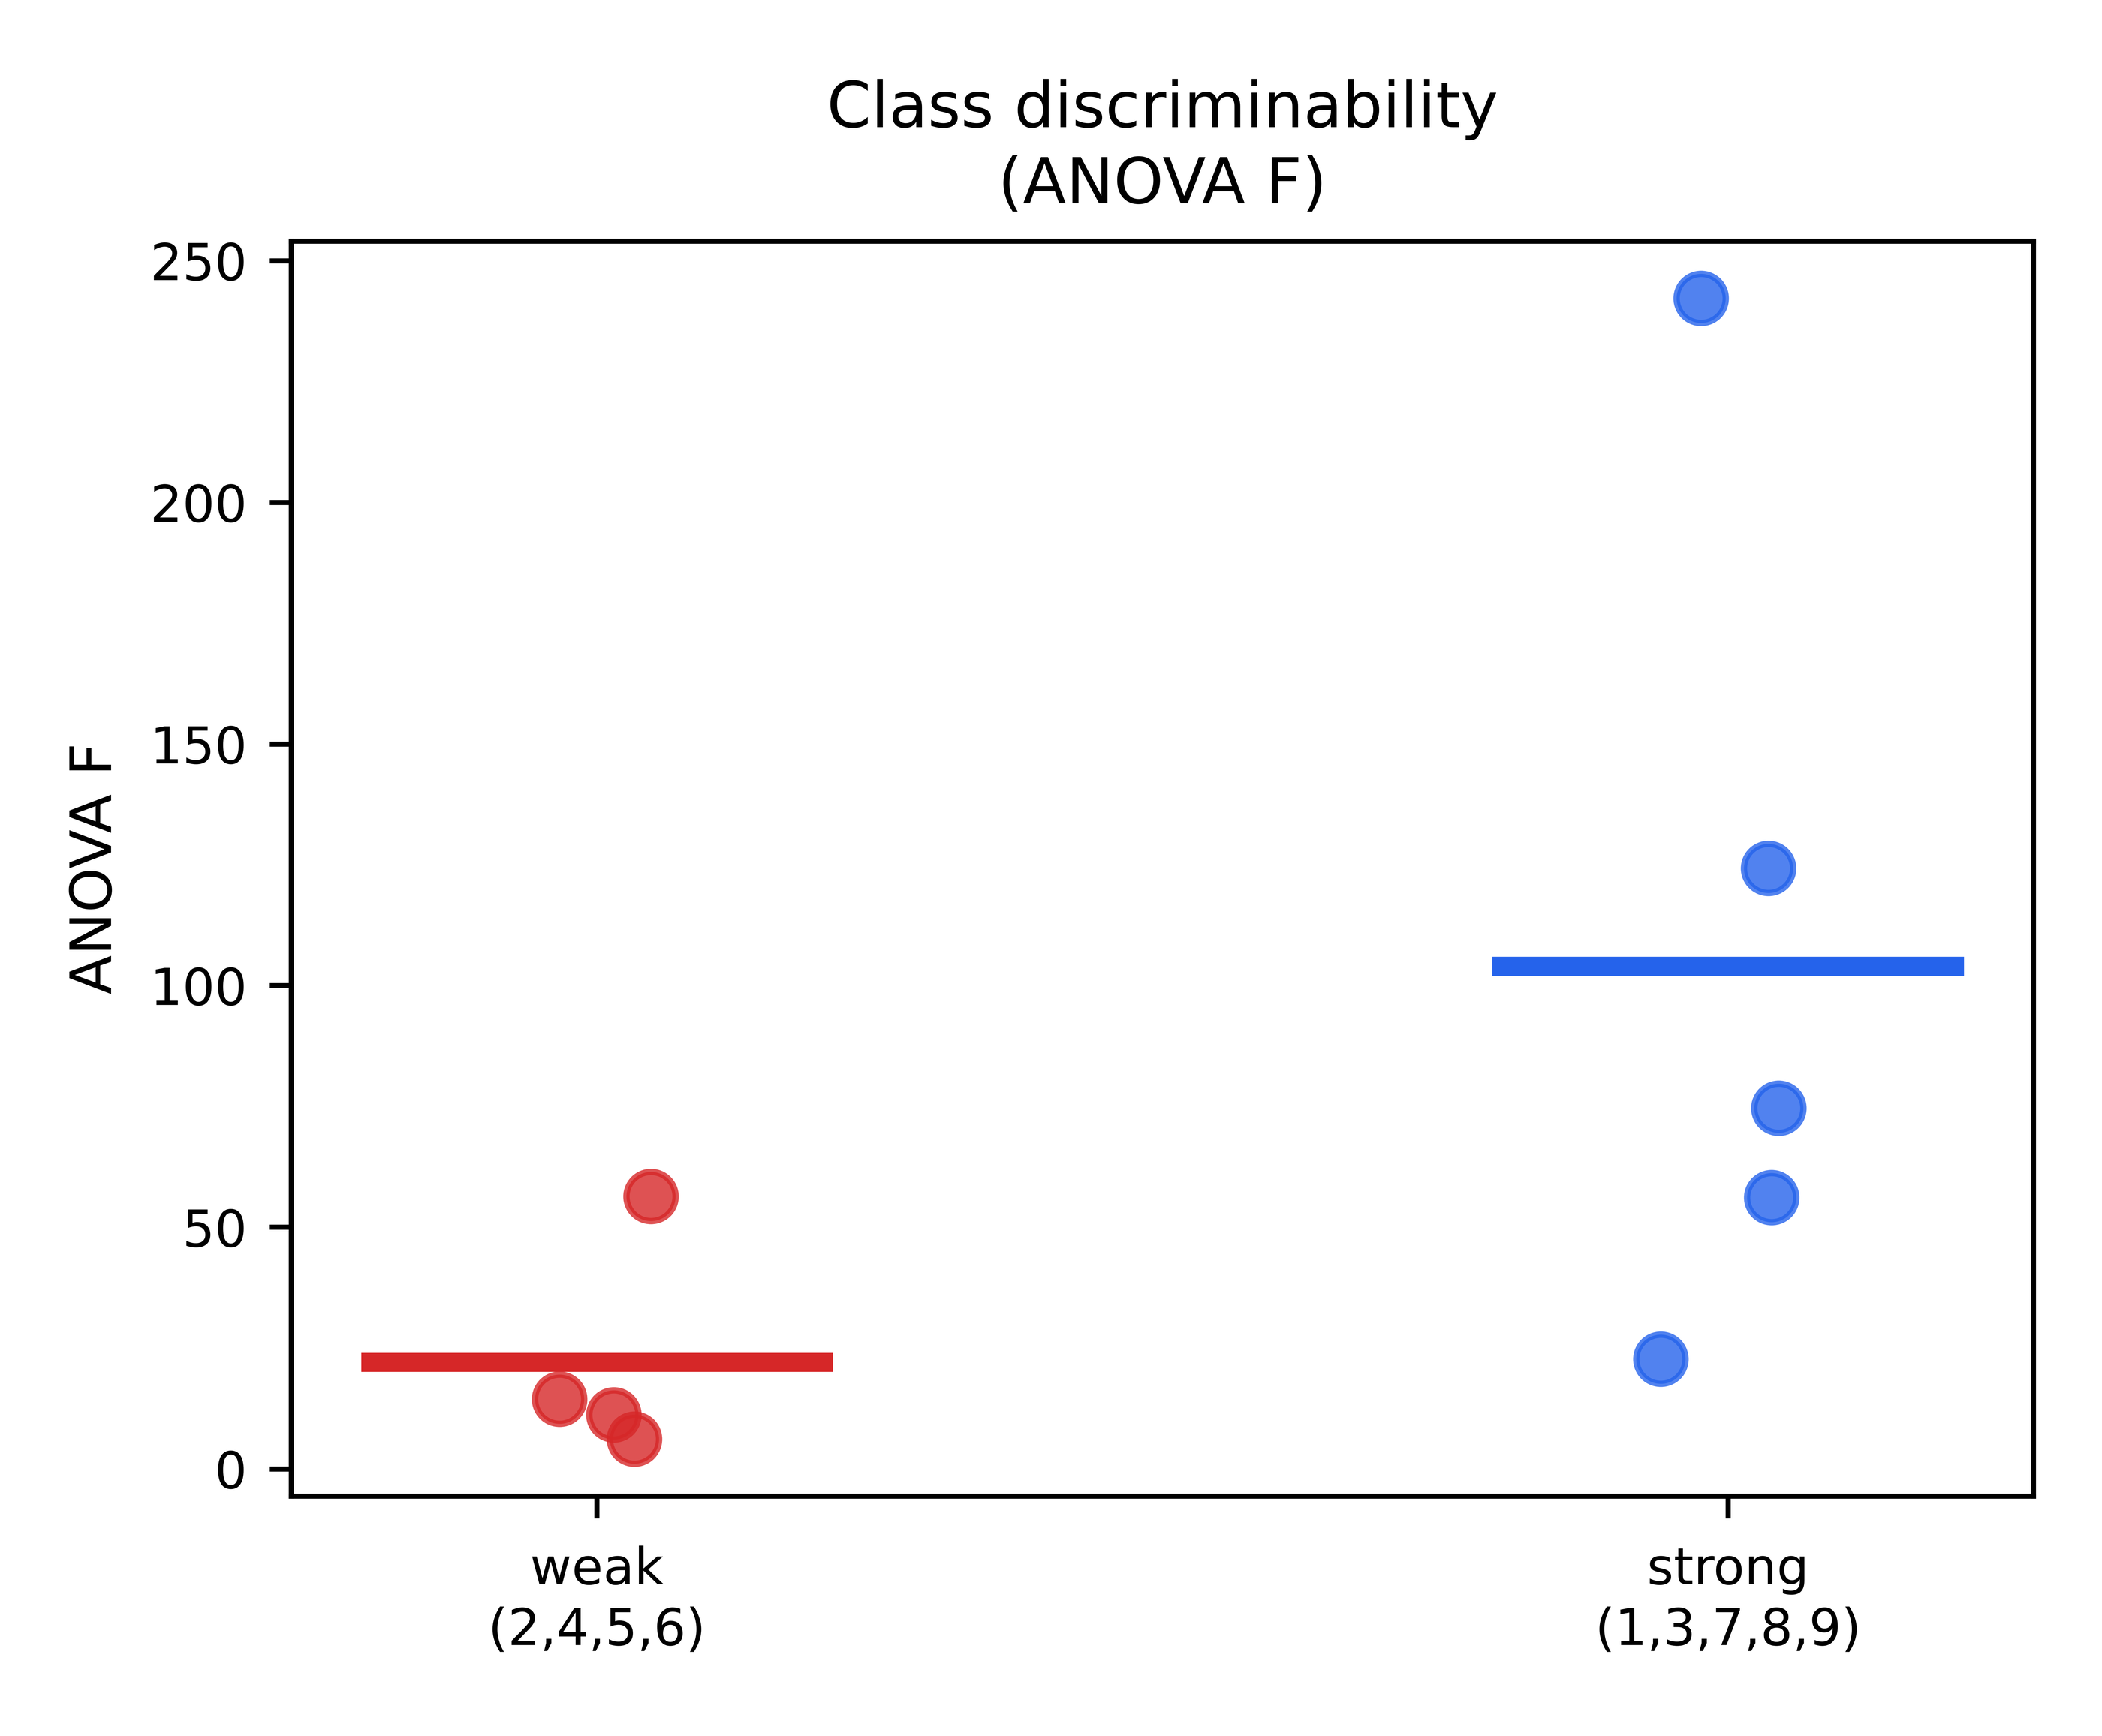 Class discriminability
(ANOVA F)
ANOVA F
250
200
150
100
50
0
weak
(2,4,5,6)
strong
(1,3,7,8,9)